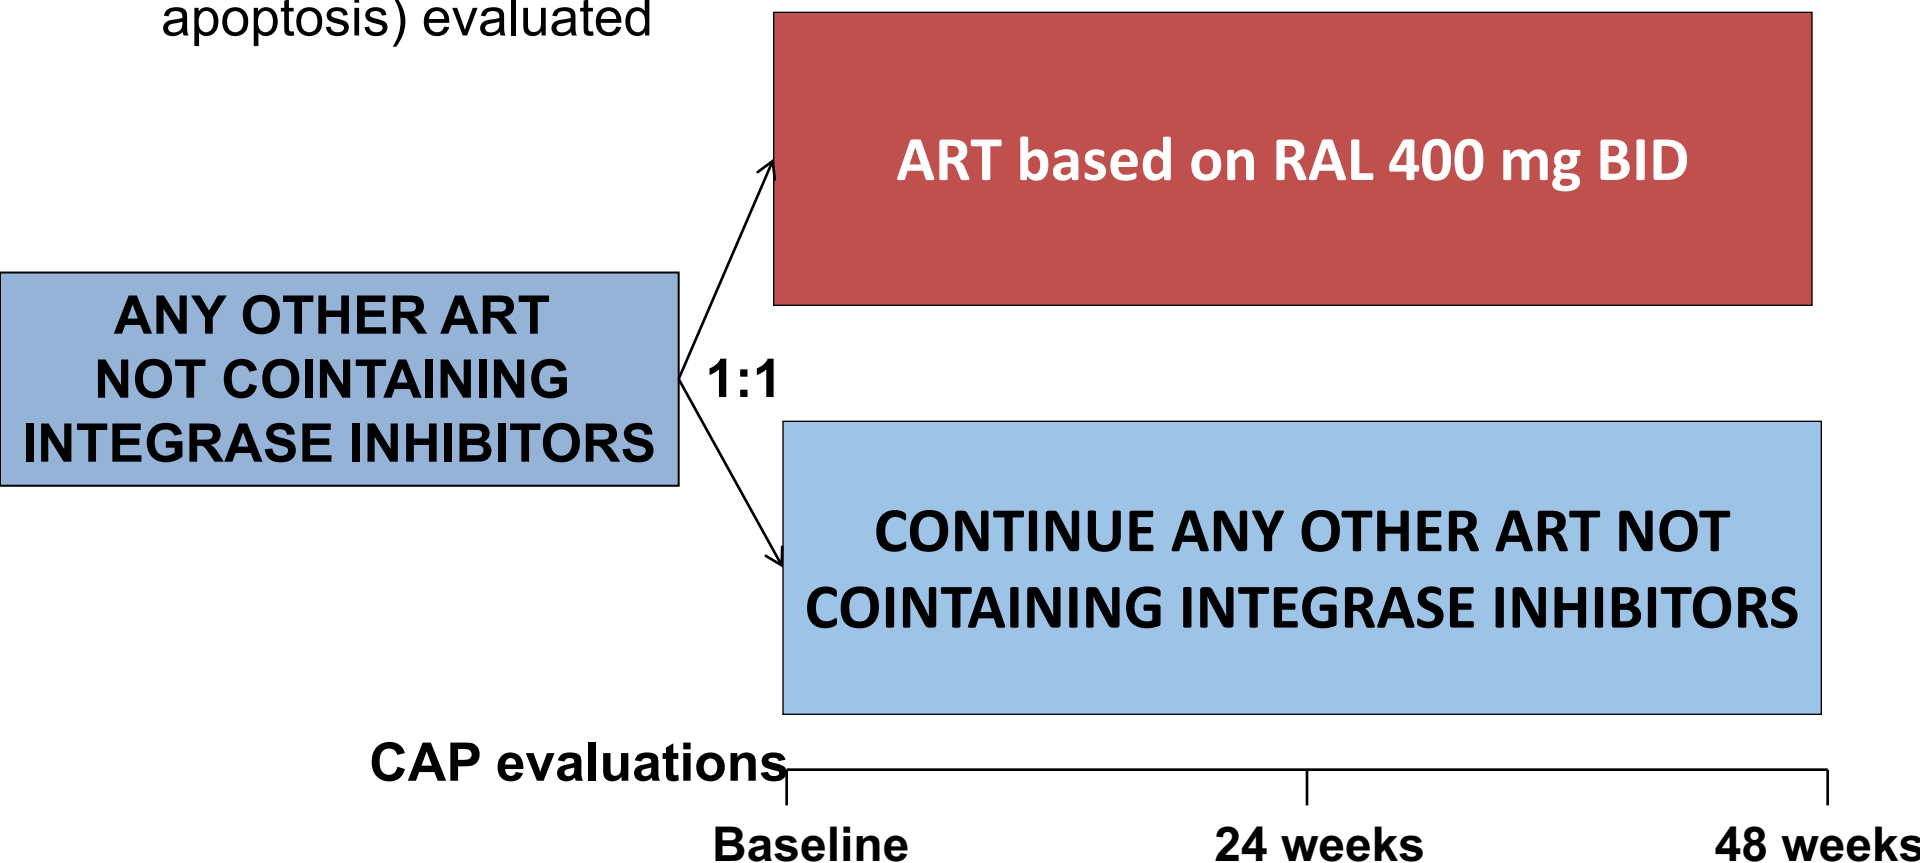 apoptosis) evaluated
ART based on RAL 400 mg BID
ANY OTHER ART
NOT COINTAINING
INTEGRASE INHIBITORS
1:1
CONTINUE ANY OTHER ART NOT
COINTAINING INTEGRASE INHIBITORS
CAP evaluations
Baseline
24 weeks
48 weeks